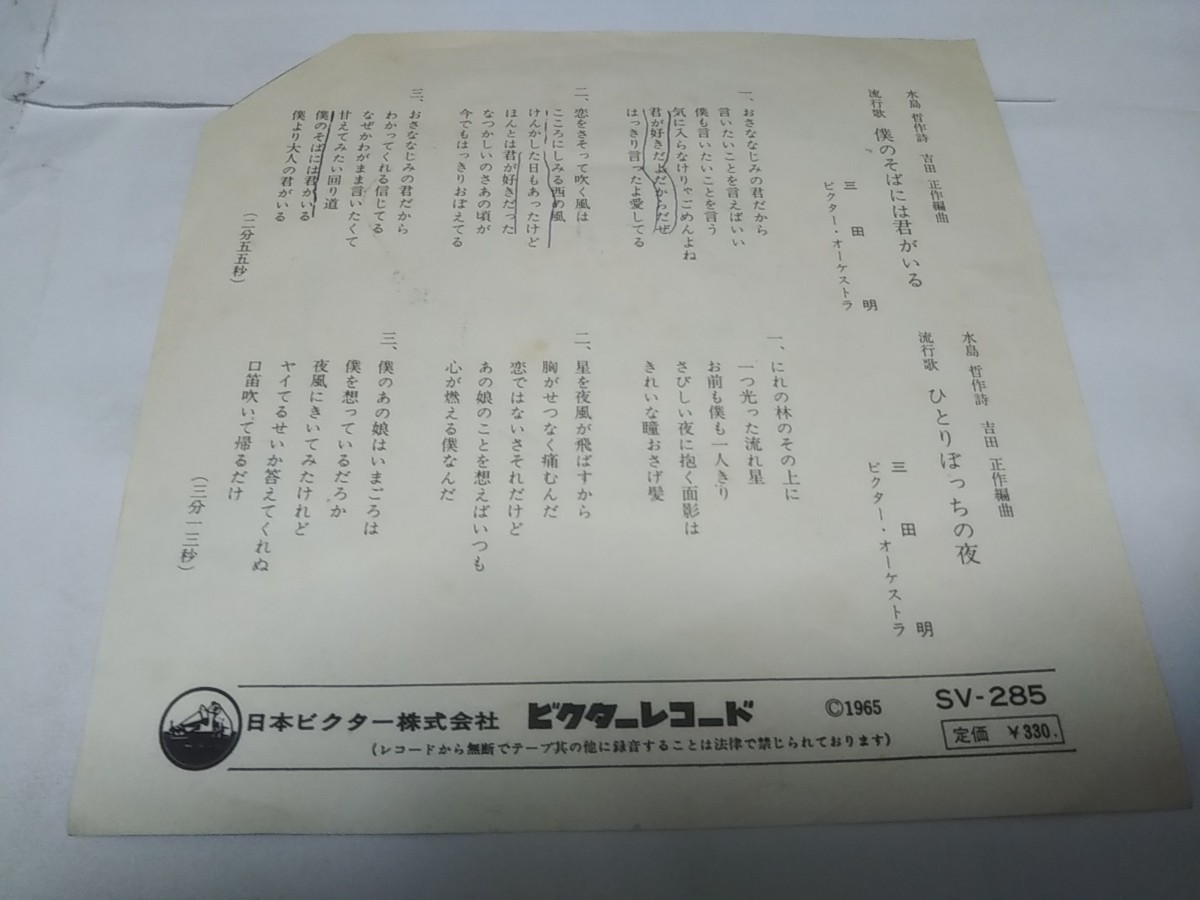 水島 哲作詩 吉田 正作編曲
流行歌 僕のそばには君がいる
三田 明
ビクター・オーケストラ
一、おさななじみの君だから
言いたいことを言えばいい
僕も言いたいことを言う
気に入らなけりゃごめんよね
君が好きだよだからだぜ
はっきり言ったよ愛してる
二、恋をさそって吹く風は
こころにしみる西の風
けんかした日もあったけど
ほんとは君が好きだった
なつかしいのさあの頃が
今でもはっきりおぼえてる
三、おさななじみの君だから
わかってくれる信じてる
なぜかわがまま言いたくて
甘えてみたい回り道
僕のそばには君がいる
僕より大人の君がいる
(二分五五秒)
水島 哲作詩 吉田 正作編曲
流行歌 ひとりぼっちの夜
三田 明
ビクター・オーケストラ
一、にれの林のその上に
一つ光った流れ星
お前も僕も一人きり
さびしい夜に抱く面影は
きれいな瞳おさげ髪
二、星を夜風が飛ばすから
胸がせつなく痛むんだ
恋ではないさそれだけど
あの娘のことを想えばいつも
心が燃える僕なんだ
三、僕のあの娘はいまごろは
僕を想っているだろか
夜風にきいてみたけれど
ヤイてるせいか答えてくれぬ
口笛吹いて帰るだけ
(三分一三秒)
日本ビクター株式会社 ビクターレコード ©1965 SV-285
(レコードから無断でテープ其の他に録音することは法律で禁じられております) 定価 ¥330.